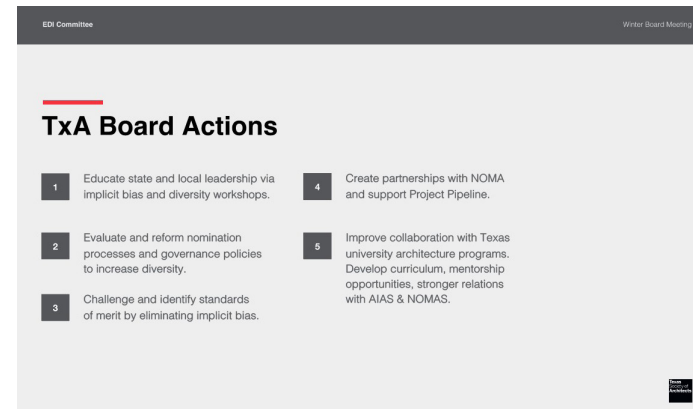 EDI Committee
Winter Board Meeting
TxA Board Actions
1
Educate state and local leadership via
implicit bias and diversity workshops.
2
Evaluate and reform nomination
processes and governance policies
to increase diversity.
3
Challenge and identify standards
of merit by eliminating implicit bias.
4
Create partnerships with NOMA
and support Project Pipeline.
5
Improve collaboration with Texas
university architecture programs.
Develop curriculum, mentorship
opportunities, stronger relations
with AIAS & NOMAS.
Texas
Society of
Architects